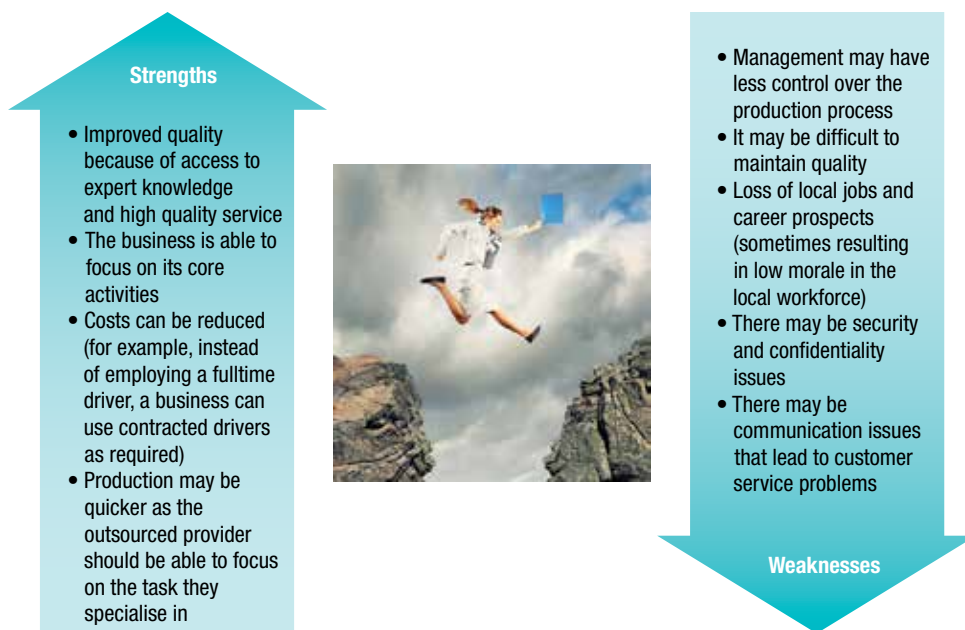 Strengths
• Improved quality
because of access to
expert knowledge
and high quality service
• The business is able to
focus on its core
activities
• Costs can be reduced
(for example, instead
of employing a fulltime
driver, a business can
use contracted drivers
as required)
• Production may be
quicker as the
outsourced provider
should be able to focus
on the task they
specialise in
• Management may have
less control over the
production process
• It may be difficult to
maintain quality
• Loss of local jobs and
career prospects
(sometimes resulting
in low morale in the
local workforce)
• There may be security
and confidentiality
issues
• There may be
communication issues
that lead to customer
service problems
Weaknesses